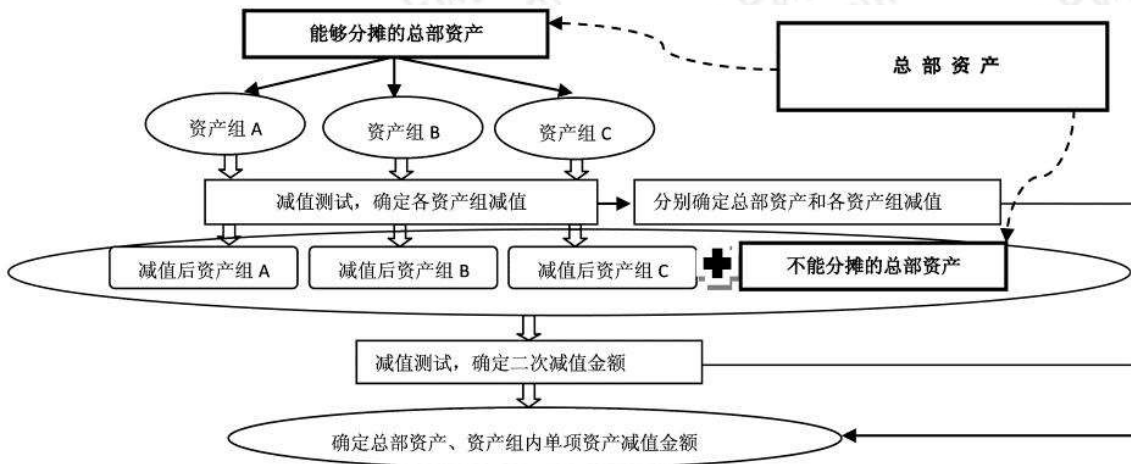 能够分摊的总部资产
总部资产
资产组 A
资产组 B
资产组 C
减值测试，确定各资产组减值
分别确定总部资产和各资产组减值
减值后资产组 A
减值后资产组 B
减值后资产组 C
不能分摊的总部资产
减值测试，确定二次减值金额
确定总部资产、资产组内单项资产减值金额